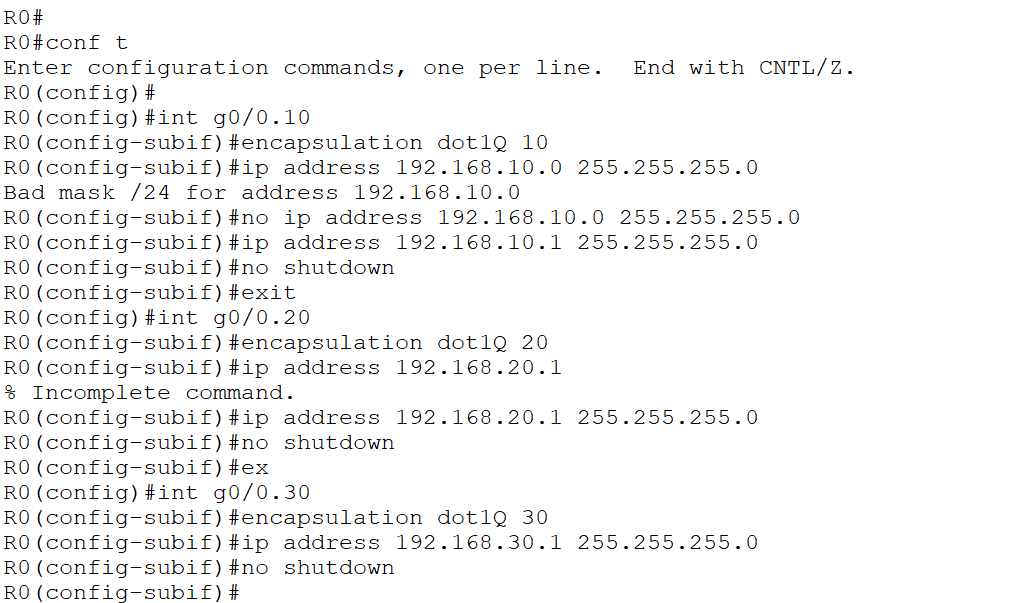 R0#
R0#conf t
Enter configuration commands, one per line.  End with CNTL/Z.
R0(config)#
R0(config)#int g0/0.10
R0(config-subif)#encapsulation dot1Q 10
R0(config-subif)#ip address 192.168.10.0 255.255.255.0
Bad mask /24 for address 192.168.10.0
R0(config-subif)#no ip address 192.168.10.0 255.255.255.0
R0(config-subif)#ip address 192.168.10.1 255.255.255.0
R0(config-subif)#no shutdown
R0(config-subif)#exit
R0(config)#int g0/0.20
R0(config-subif)#encapsulation dot1Q 20
R0(config-subif)#ip address 192.168.20.1
% Incomplete command.
R0(config-subif)#ip address 192.168.20.1 255.255.255.0
R0(config-subif)#no shutdown
R0(config-subif)#ex
R0(config)#int g0/0.30
R0(config-subif)#encapsulation dot1Q 30
R0(config-subif)#ip address 192.168.30.1 255.255.255.0
R0(config-subif)#no shutdown
R0(config-subif)#